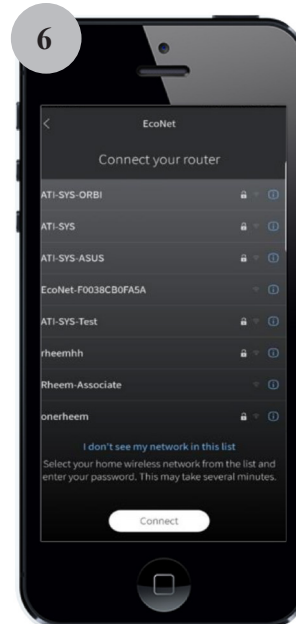 6
EcoNet
Connect your router
ATI-SYS-ORBI
ATI-SYS
ATI-SYS-ASUS
EcoNet-F0038CB0FA5A
ATI-SYS-Test
rheemhh
Rheem-Associate
onerheem
I don't see my network in this list
Select your home wireless network from the list and
enter your password. This may take several minutes.
Connect